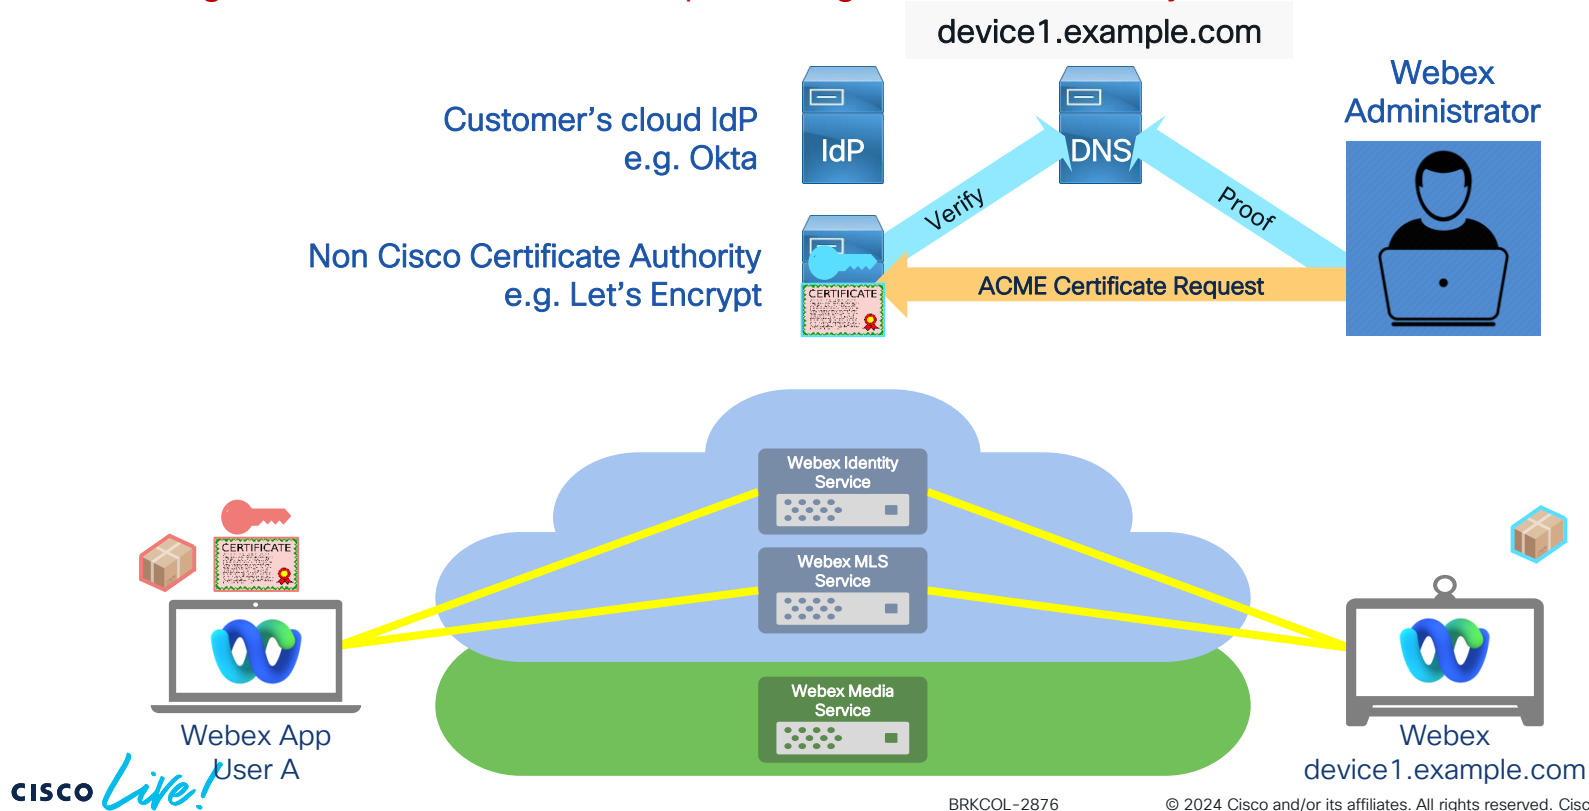 device1.example.com
Webex
Administrator
Customer's cloud IdP
e.g. Okta
IdP
DNS
Verify
Proof
Non Cisco Certificate Authority
e.g. Let's Encrypt
CERTIFICATE
ACME Certificate Request
Webex Identity
Service
Webex MLS
Service
CERTIFICATE
Webex Media
Service
Webex App
User A
Webex
device1.example.com
CISCO Live!
BRKCOL-2876
© 2024 Cisco and/or its affiliates. All rights reserved. Cisc